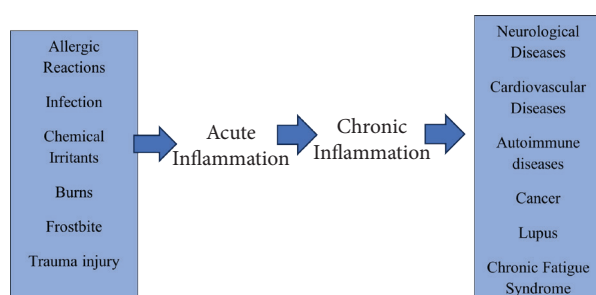 Allergic
Reactions
Infection
Chemical
Irritants
Burns
Frostbite
Trauma injury
Acute
Inflammation
Chronic
Inflammation
Neurological
Diseases
Cardiovascular
Diseases
Autoimmune
diseases
Cancer
Lupus
Chronic Fatigue
Syndrome